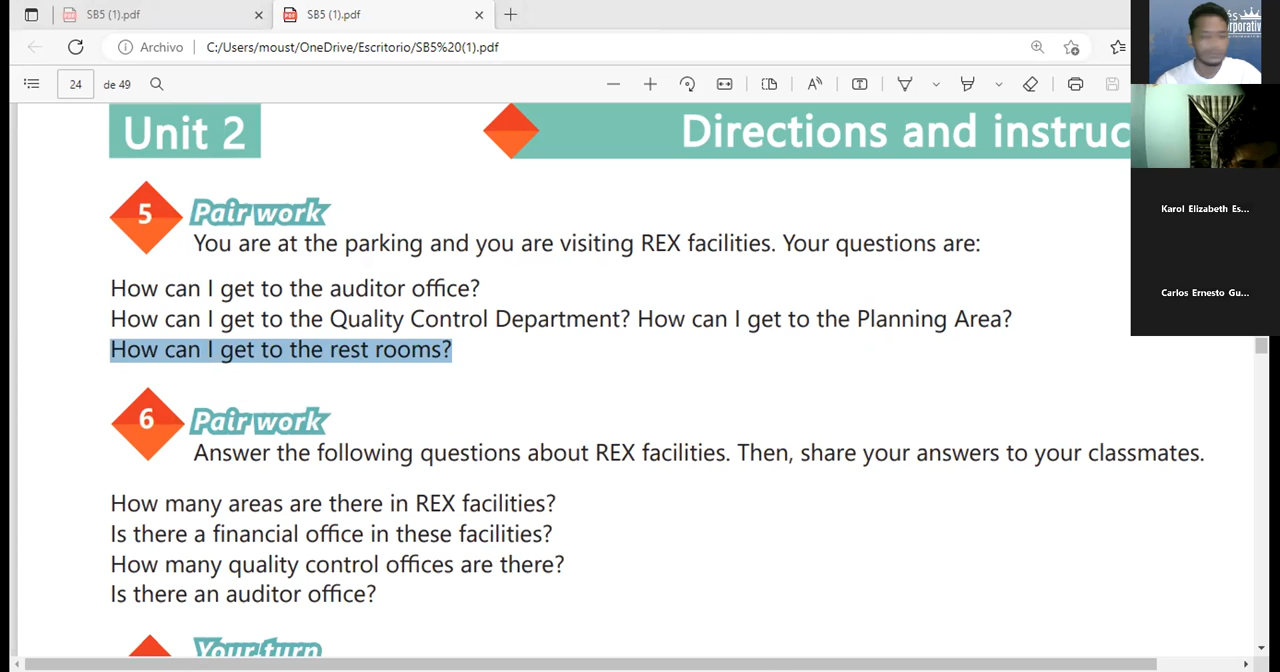 SB5 (1).pdf
SB5 (1).pdf
Archivo
C:/Users/moust/OneDrive/Escritorio/SB5%20(1).pdf
24
de 49
Unit 2
Directions and instruc
5
Pair work
You are at the parking and you are visiting REX facilities. Your questions are:
How can I get to the auditor office?
How can I get to the Quality Control Department? How can I get to the Planning Area?
How can I get to the rest rooms?
6
Pair work
Answer the following questions about REX facilities. Then, share your answers to your classmates.
How many areas are there in REX facilities?
Is there a financial office in these facilities?
How many quality control offices are there?
Is there an auditor office?
Your turn
és
orporativ
Karol Elizabeth Es...
Carlos Ernesto Gu...